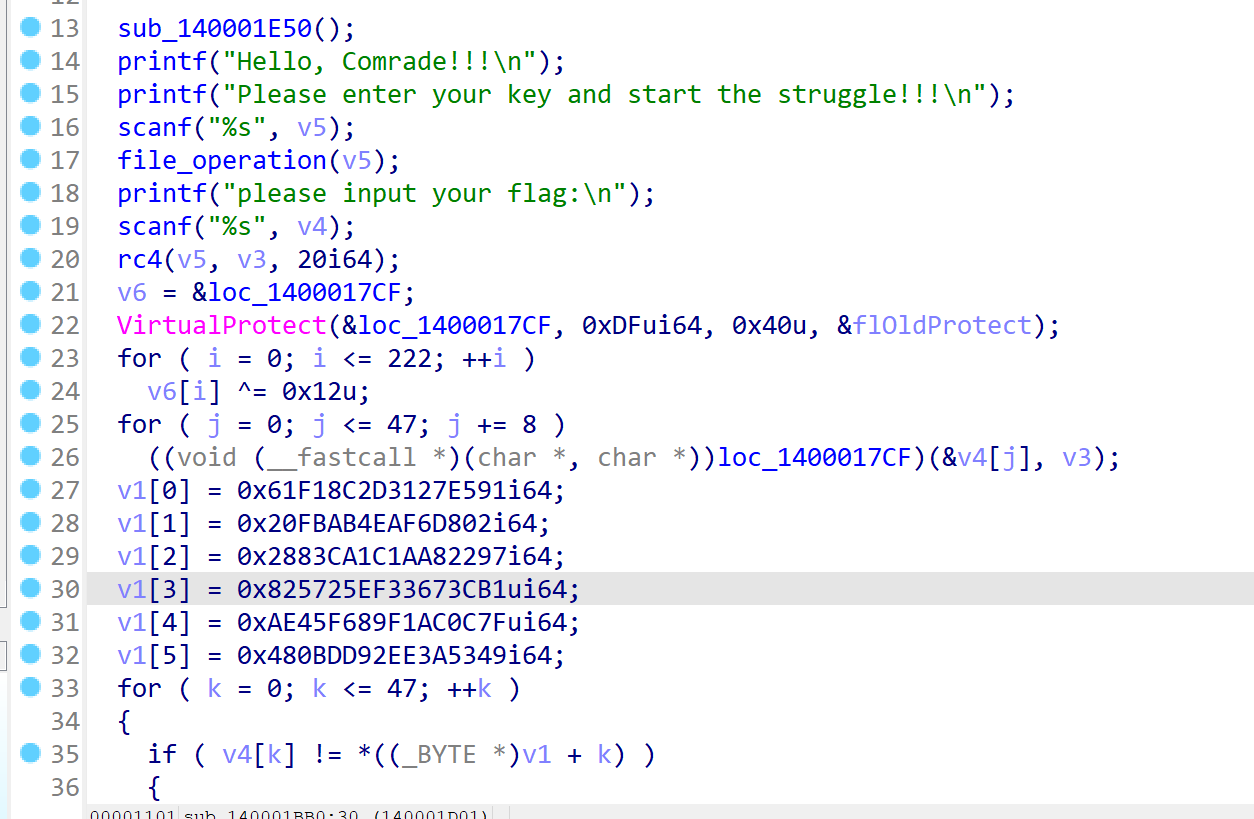 13 sub_140001E50();
14 printf("Hello, Comrade!!!\n");
15 printf("Please enter your key and start the struggle!!!\n");
16 scanf("%s", v5);
17 file_operation(v5);
18 printf("please input your flag:\n");
19 scanf("%s", v4);
20 rc4(v5, v3, 20i64);
21 v6 = &loc_1400017CF;
22 VirtualProtect(&loc_1400017CF, 0xDFui64, 0x40u, &flOldProtect);
23 for ( i = 0; i <= 222; ++i )
24 v6[i] ^= 0x12u;
25 for ( j = 0; j <= 47; j += 8 )
26 ((void (__fastcall *)(char *, char *))loc_1400017CF)(&v4[j], v3);
27 v1[0] = 0x61F18C2D3127E591i64;
28 v1[1] = 0x20FBAB4EAF6D802i64;
29 v1[2] = 0x2883CA1C1AA82297i64;
30 v1[3] = 0x825725EF33673CB1ui64;
31 v1[4] = 0xAE45F689F1AC0C7Fui64;
32 v1[5] = 0x480BDD92EE3A5349i64;
33 for ( k = 0; k <= 47; ++k )
34 {
35 if ( v4[k] != *((_BYTE *)v1 + k) )
36 {
00001101 sub_140001BB0:30 (140001D01)